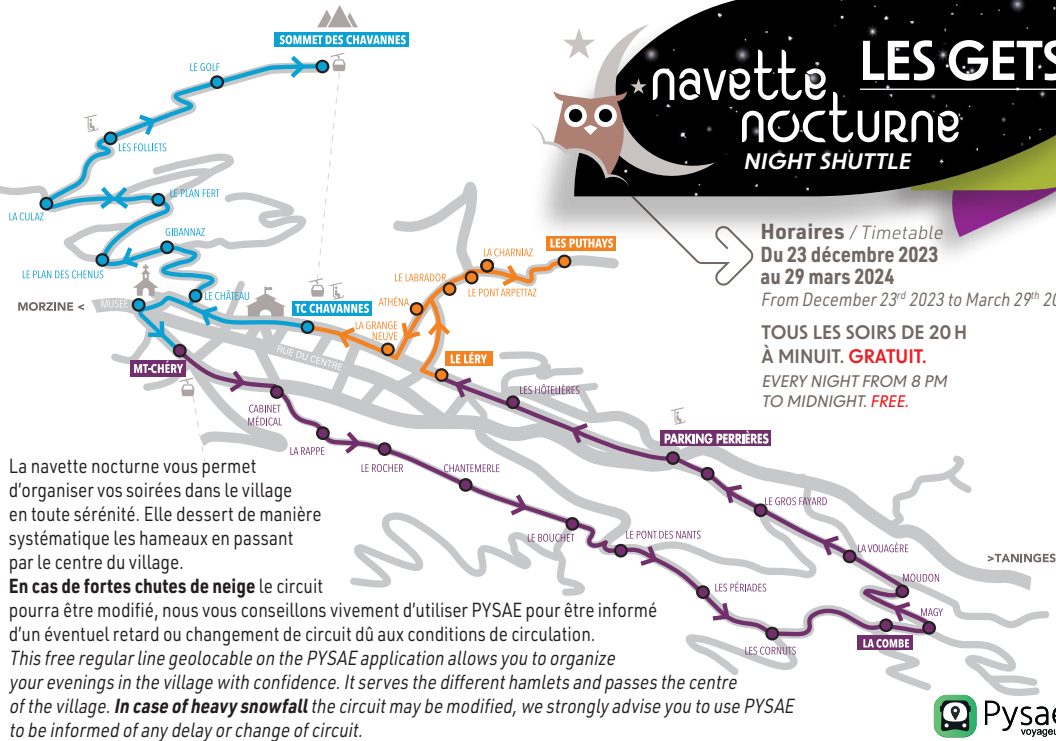 SOMMET DES CHAVANNES
LE GOLF
LES FOLLIETS
LA CULAZ
LE PLAN FERT
GIBANNAZ
LE PLAN DES CHENUS
LE CHÂTEAU
MORZINE <
MUSÉE
TC CHAVANNES
RUE DU CENTRE
MT-CHÉRY
LES PUTHAYS
LA CHARNIAZ
LE LABRADOR
LE PONT ARPETTAZ
ATHÉNA
LA GRANGE
NEUVE
LE LÉRY
LES HÔTELIÈRES
CABINET
MÉDICAL
LA RAPPE
LE ROCHER
CHANTEMERLE
LE BOUCHET
LE PONT DES NANTS
LES PÉRIADES
LES CORNUTS
LA COMBE
MAGY
MOUDON
LA VOUAGÈRE
LE GROS FAYARD
PARKING PERRIÈRES
>TANINGES
LES GETS
navette
nocturne
NIGHT SHUTTLE
Horaires / Timetable
Du 23 décembre 2023
au 29 mars 2024
From December 23rd 2023 to March 29th 20
TOUS LES SOIRS DE 20 H
À MINUIT. GRATUIT.
EVERY NIGHT FROM 8 PM
TO MIDNIGHT. FREE.
La navette nocturne vous permet
d'organiser vos soirées dans le village
en toute sérénité. Elle dessert de manière
systématique les hameaux en passant
par le centre du village.
En cas de fortes chutes de neige le circuit
pourra être modifié, nous vous conseillons vivement d'utiliser PYSAE pour être informé
d'un éventuel retard ou changement de circuit dû aux conditions de circulation.
This free regular line geolocable on the PYSAE application allows you to organize
your evenings in the village with confidence. It serves the different hamlets and passes the centre
of the village. In case of heavy snowfall the circuit may be modified, we strongly advise you to use PYSAE
to be informed of any delay or change of circuit.
Pysae
voyageu